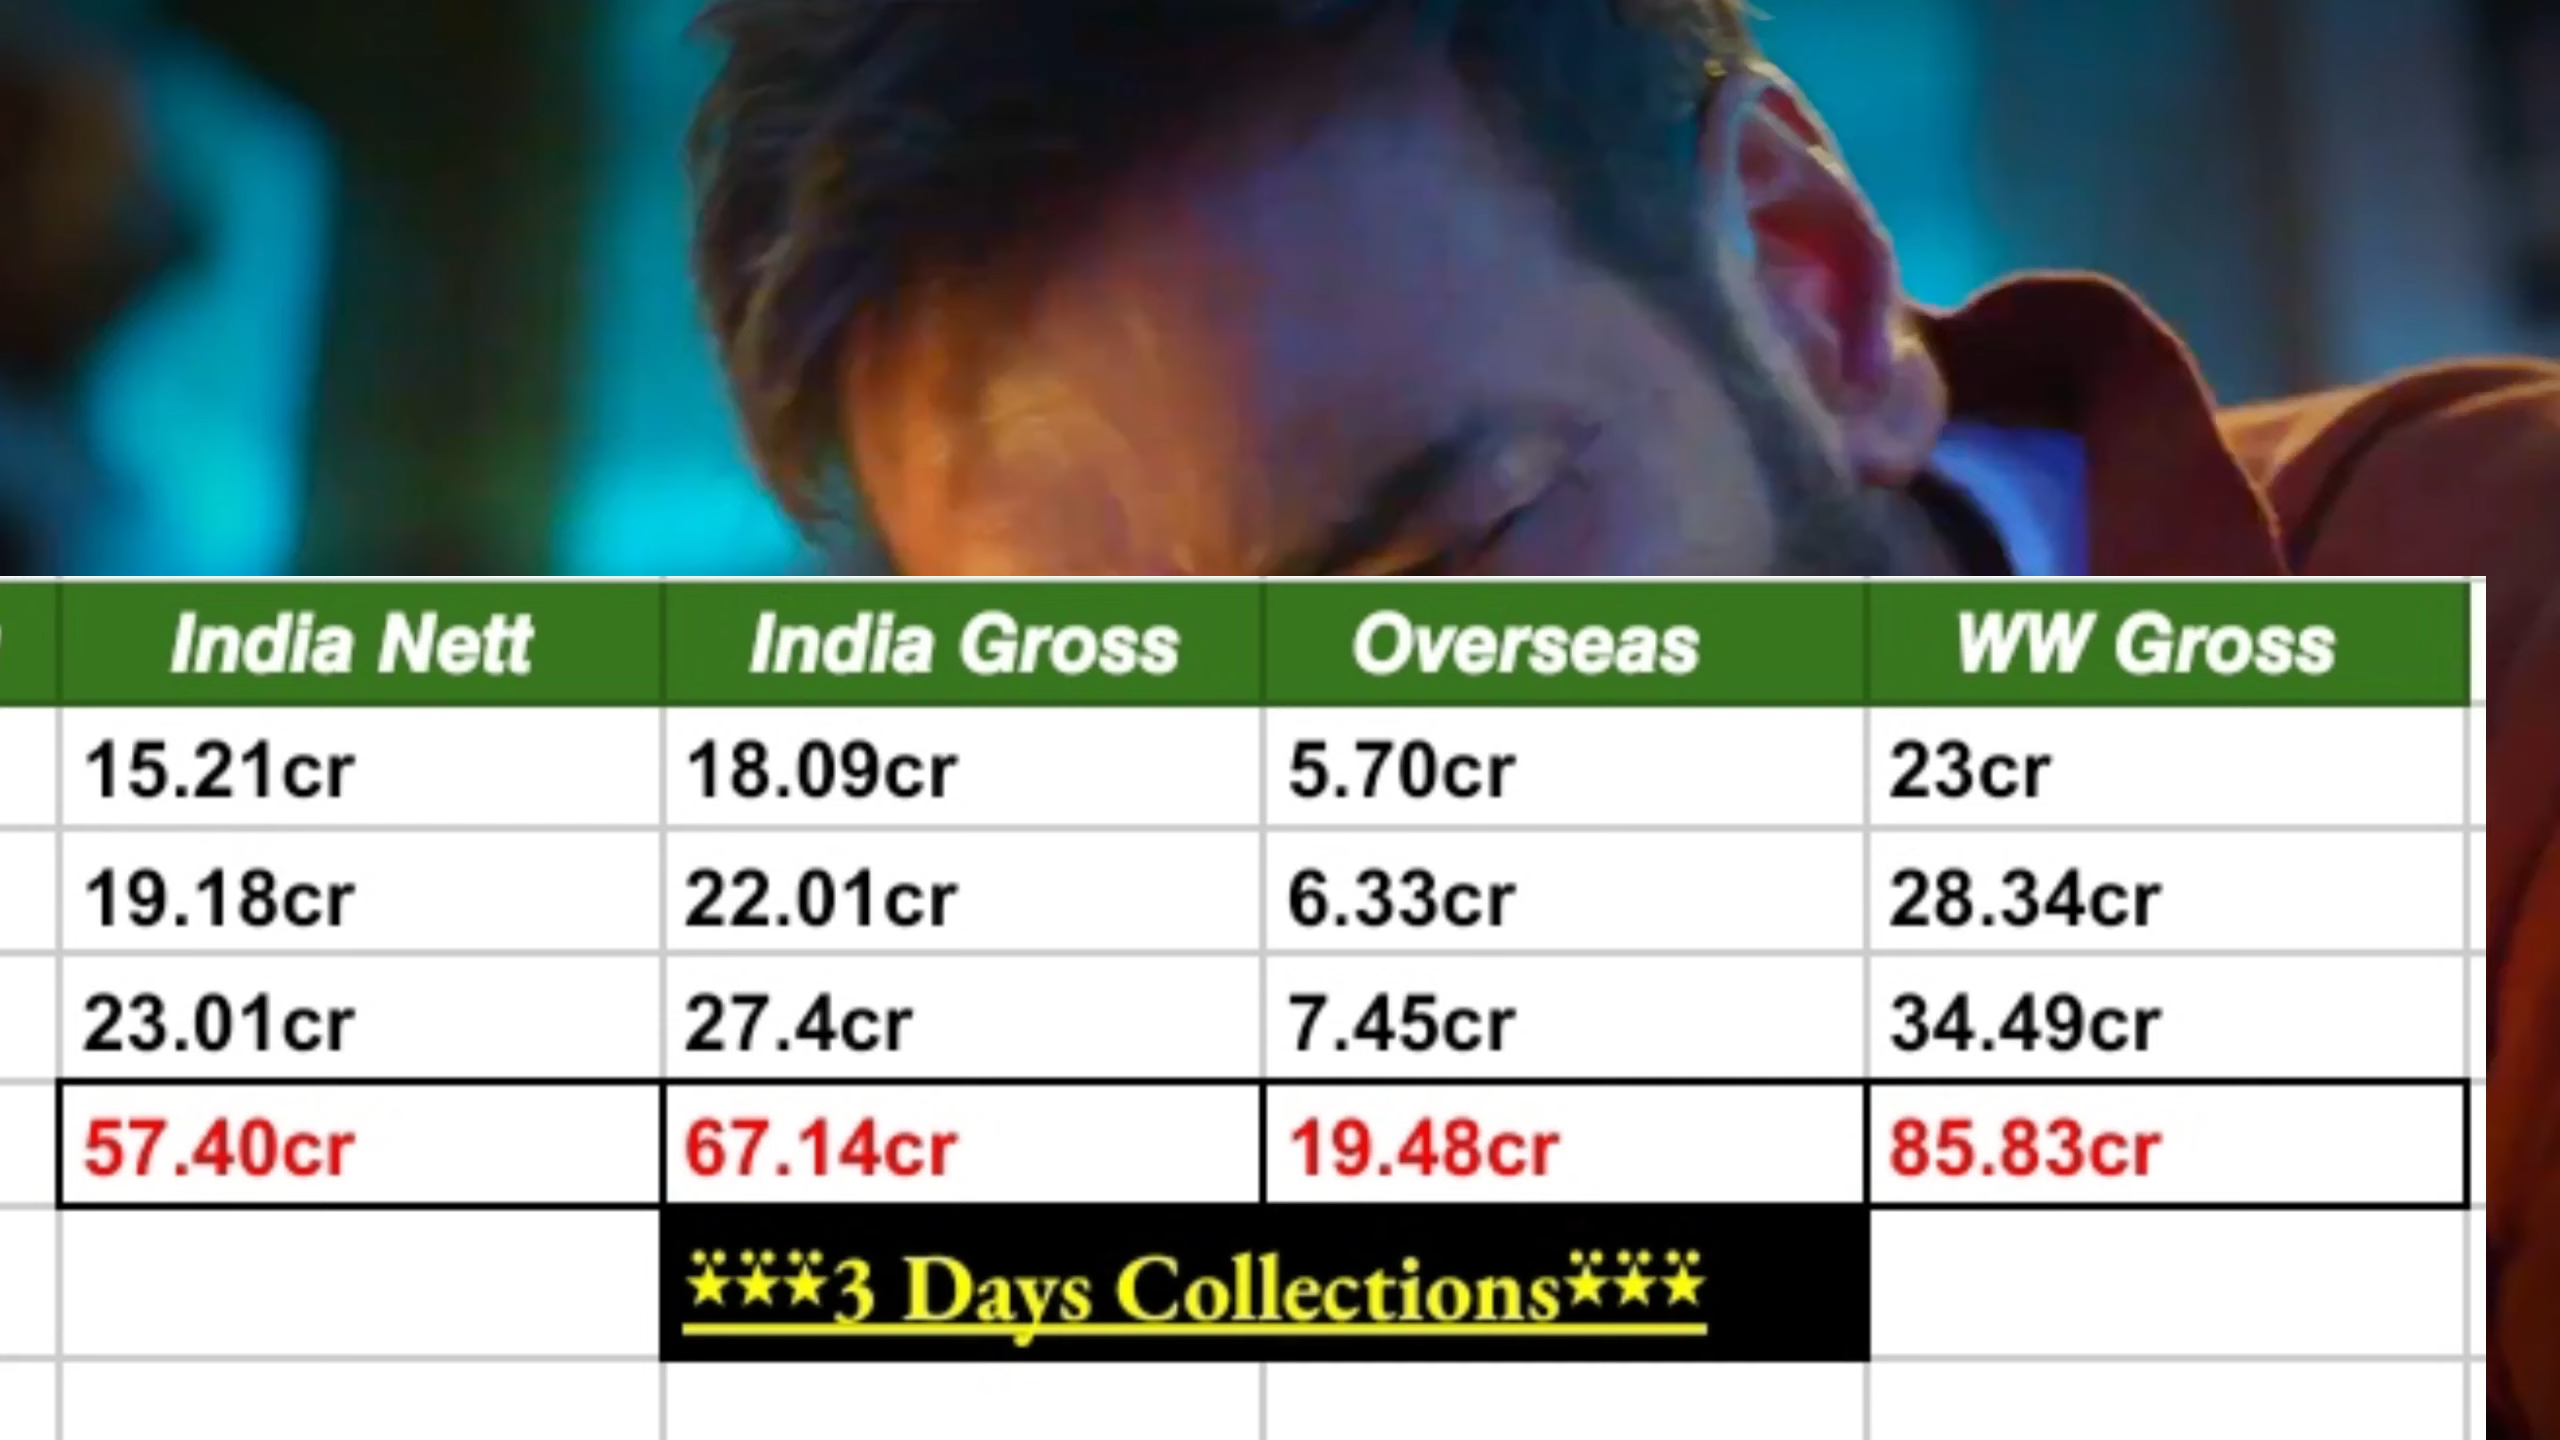 India Nett India Gross Overseas WW Gross
15.21cr 18.09cr 5.70cr 23cr
19.18cr 22.01cr 6.33cr 28.34cr
23.01cr 27.4cr 7.45cr 34.49cr
57.40cr 67.14cr 19.48cr 85.83cr
⍣⍣⍣3 Days Collections⍣⍣⍣